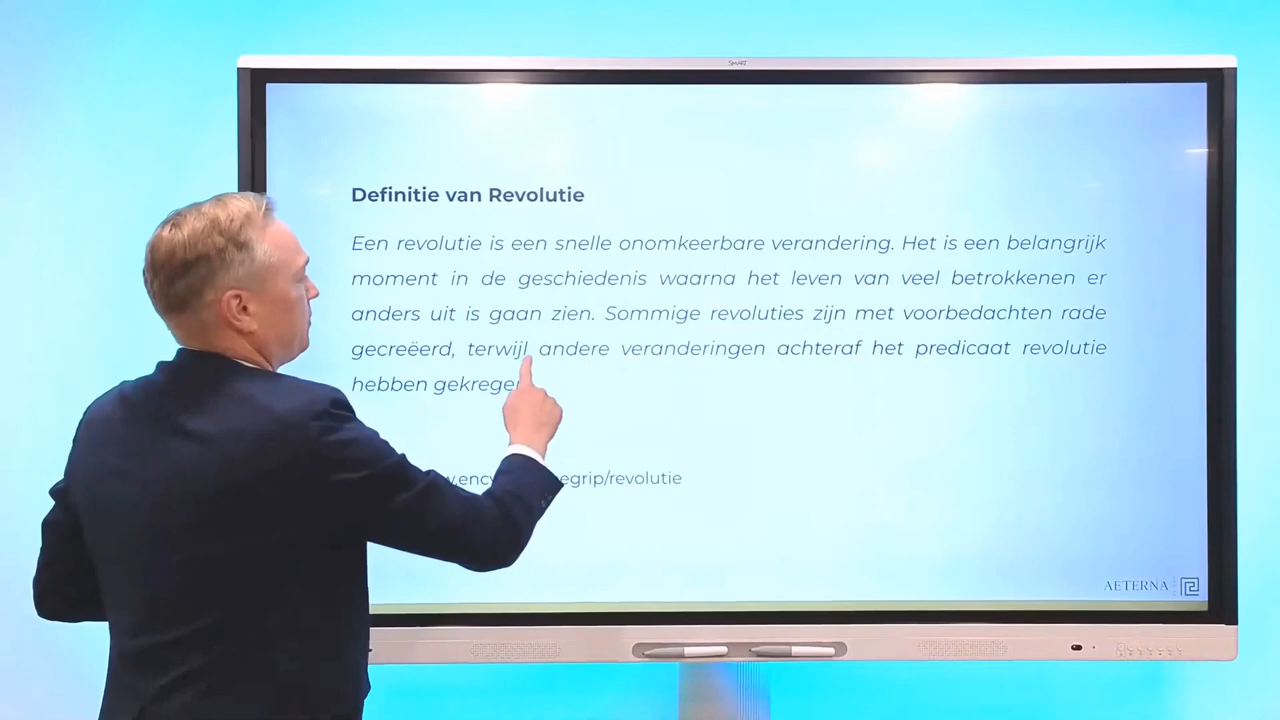 SMART
Definitie van Revolutie
Een revolutie is een snelle onomkeerbare verandering. Het is een belangrijk
moment in de geschiedenis waarna het leven van veel betrokkenen er
anders uit is gaan zien. Sommige revoluties zijn met voorbedachten rade
gecreëerd, terwijl andere veranderingen achteraf het predicaat revolutie
hebben
egrip/revolutie
AETERNA